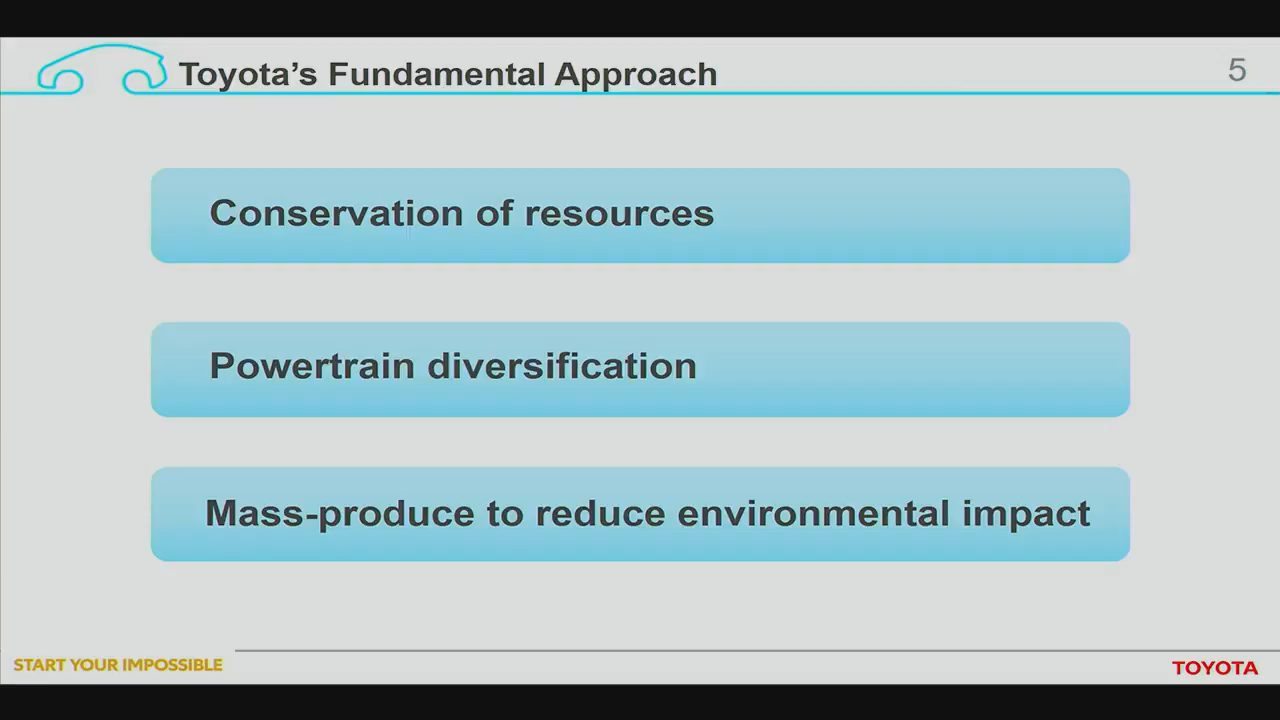 Toyota’s Fundamental Approach
5
Conservation of resources
Powertrain diversification
Mass-produce to reduce environmental impact
START YOUR IMPOSSIBLE
TOYOTA